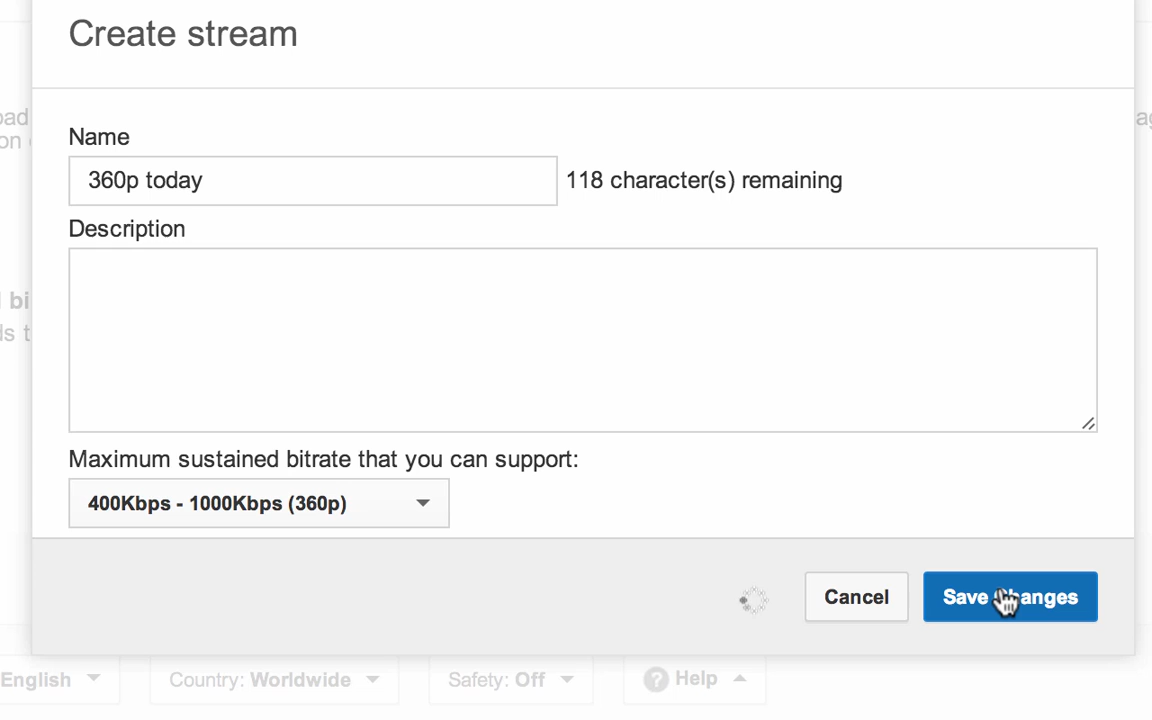 Create stream
Name
360p today 118 character(s) remaining
Description
Maximum sustained bitrate that you can support:
400Kbps - 1000Kbps (360p)
Cancel Save Changes
English Country: Worldwide Safety: Off Help